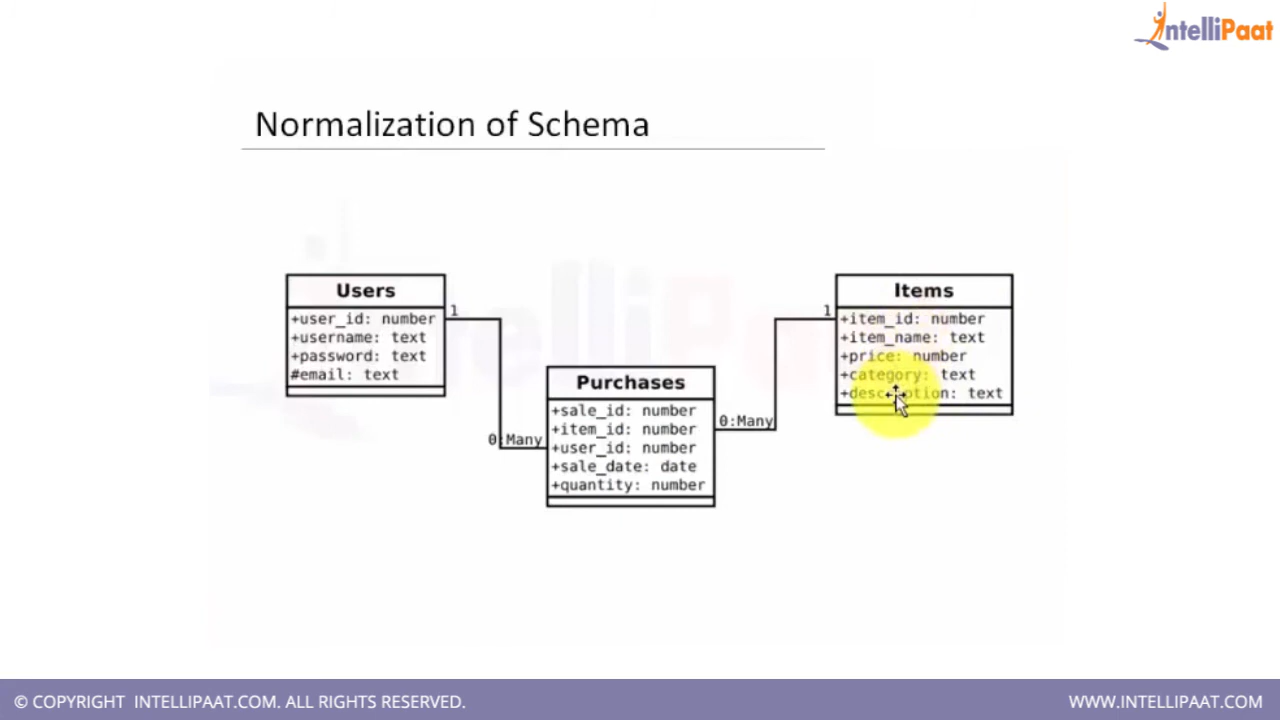 IntelliPaat
Normalization of Schema
Users
+user_id: number
+username: text
+password: text
#email: text
1
0:Many
Purchases
+sale_id: number
+item_id: number
+user_id: number
+sale_date: date
+quantity: number
0:Many
1
Items
+item_id: number
+item_name: text
+price: number
+category: text
+description: text
© COPYRIGHT INTELLIPAAT.COM. ALL RIGHTS RESERVED.
WWW.INTELLIPAAT.COM